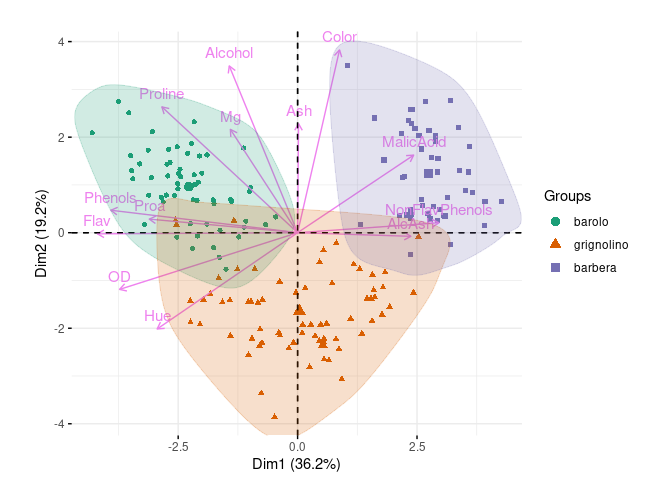 Color
Alcohol
Proline
Mg
Ash
MalicAcid
Phenols
Proa
NonFlavPhenols
Flav
AlcAsh
OD
Hue
4
2
0
-2
-4
-2.5
0.0
2.5
Dim1 (36.2%)
Dim2 (19.2%)
Groups
barolo
grignolino
barbera